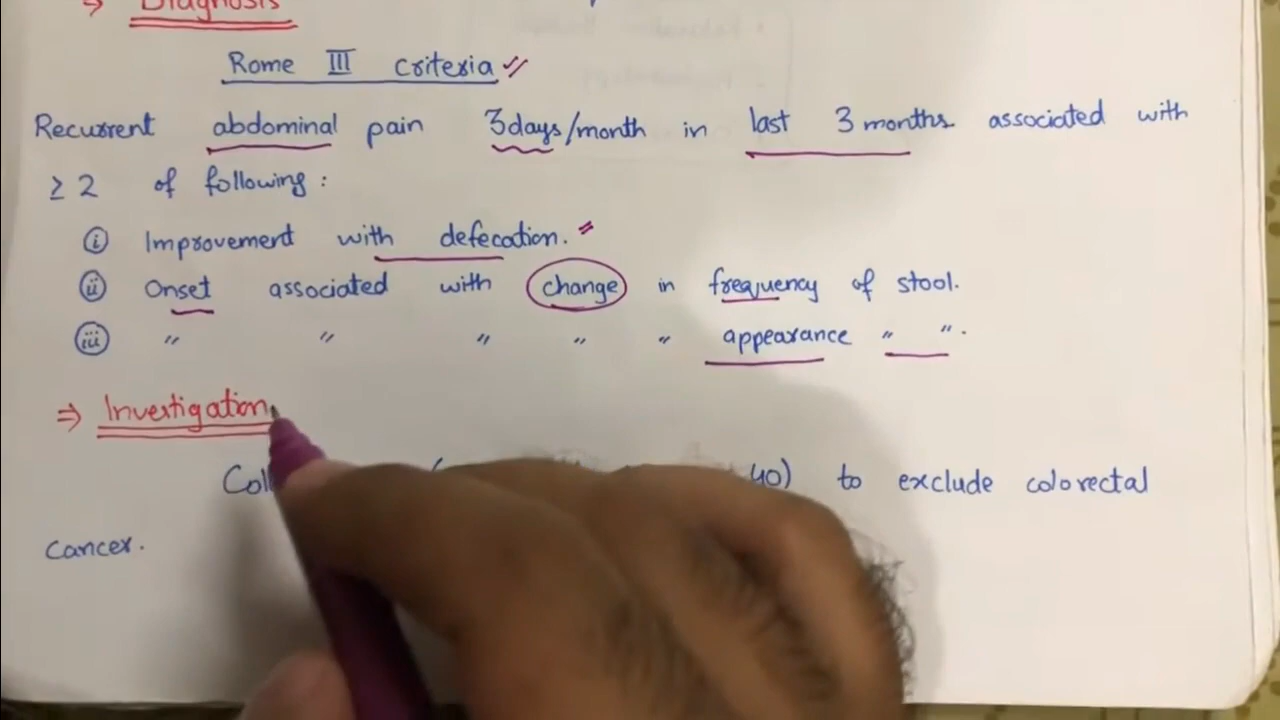 ⇒ Diagnosis
Rome III criteria
Recurrent abdominal pain 3days/month in last 3 months associated with
≥ 2 of following :
(i) Improvement with defecation.
(ii) Onset associated with change in frequency of stool.
(iii) " " " " " appearance " ".
⇒ Investigation
40) to exclude colorectal
cancer.